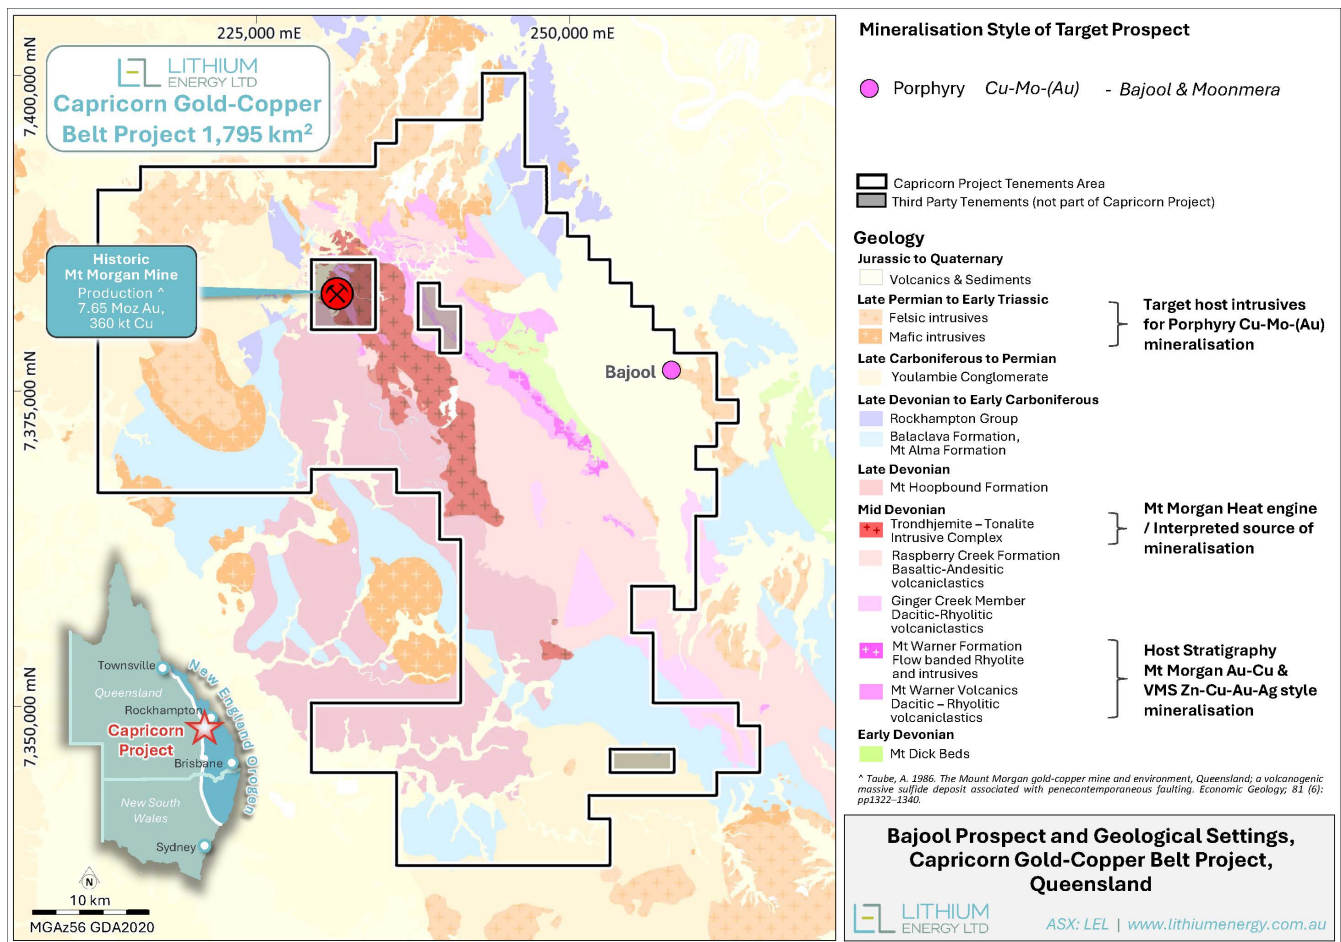 225,000 mE
250,000 mE
7,400,000 mN
7,375,000 mN
7,350,000 mN
LITHIUM
ENERGY LTD
Capricorn Gold-Copper
Belt Project 1,795 km²
Historic
Mt Morgan Mine
Production ^
7.65 Moz Au,
360 kt Cu
Bajool
Townsville
Queensland
Rockhampton
Capricorn
Project
Brisbane
New South
Wales
Sydney
New England Orogen
N
10 km
MGAz56 GDA2020
Mineralisation Style of Target Prospect
Porphyry Cu-Mo-(Au) - Bajool & Moonmera
Capricorn Project Tenements Area
Third Party Tenements (not part of Capricorn Project)
Geology
Jurassic to Quaternary
Volcanics & Sediments
Late Permian to Early Triassic
Felsic intrusives
Mafic intrusives
Target host intrusives
for Porphyry Cu-Mo-(Au)
mineralisation
Late Carboniferous to Permian
Youlambie Conglomerate
Late Devonian to Early Carboniferous
Rockhampton Group
Balaclava Formation,
Mt Alma Formation
Late Devonian
Mt Hoopbound Formation
Mid Devonian
Trondhjemite – Tonalite
Intrusive Complex
Mt Morgan Heat engine
/ Interpreted source of
mineralisation
Raspberry Creek Formation
Basaltic-Andesitic
volcaniclastics
Ginger Creek Member
Dacitic-Rhyolitic
volcaniclastics
Mt Warner Formation
Flow banded Rhyolite
and intrusives
Mt Warner Volcanics
Dacitic – Rhyolitic
volcaniclastics
Host Stratigraphy
Mt Morgan Au-Cu &
VMS Zn-Cu-Au-Ag style
mineralisation
Early Devonian
Mt Dick Beds
^ Taube, A. 1986. The Mount Morgan gold-copper mine and environment, Queensland; a volcanogenic
massive sulfide deposit associated with penecontemporaneous faulting. Economic Geology; 81 (6):
pp1322–1340.
Bajool Prospect and Geological Settings,
Capricorn Gold-Copper Belt Project,
Queensland
LITHIUM
ENERGY LTD
ASX: LEL | www.lithiumenergy.com.au